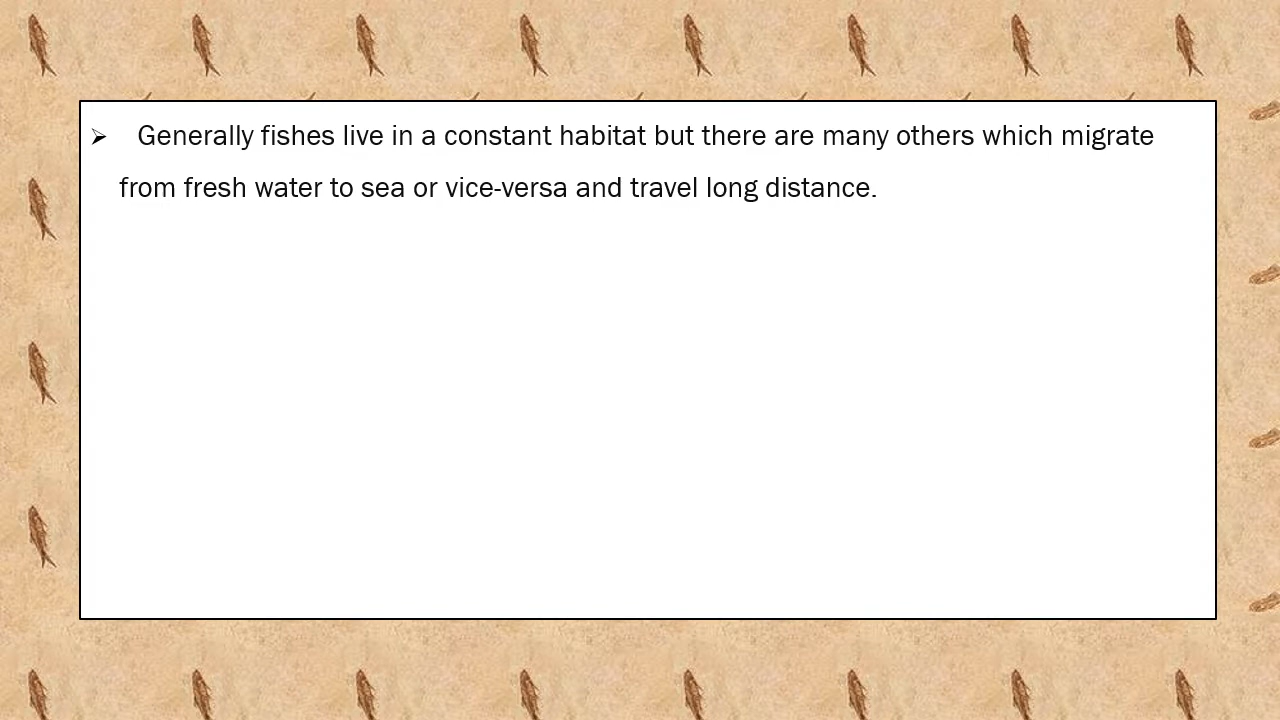 ➢ Generally fishes live in a constant habitat but there are many others which migrate
from fresh water to sea or vice-versa and travel long distance.